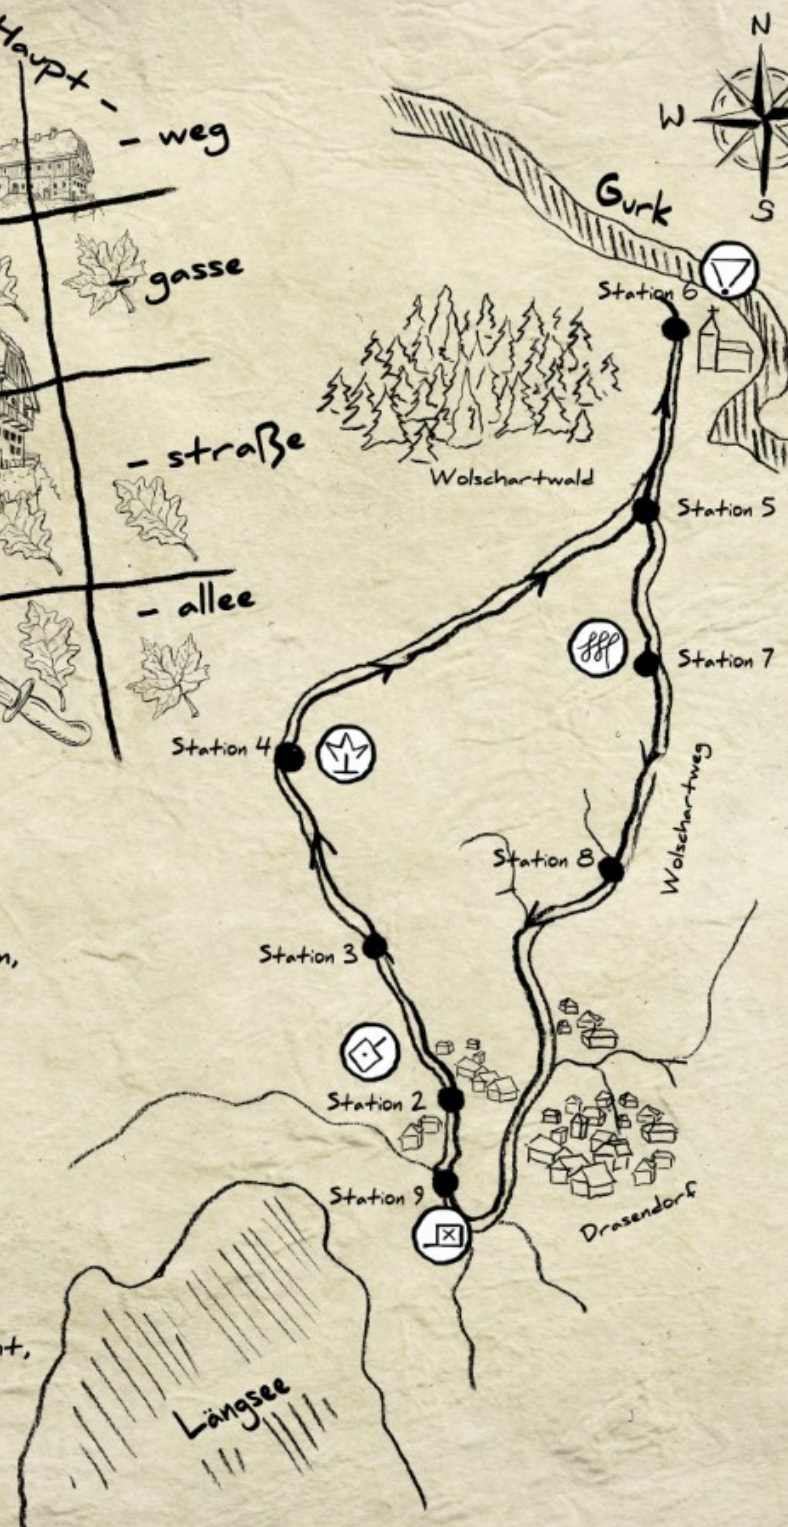 Haupt-
- weg
- gasse
- straße
- allee
N
W
S
Gurk
Station 6
Wolschartwald
Station 5
Station 7
Station 4
Wolschartweg
Station 8
Station 3
Station 2
Station 9
Drasendorf
Längsee